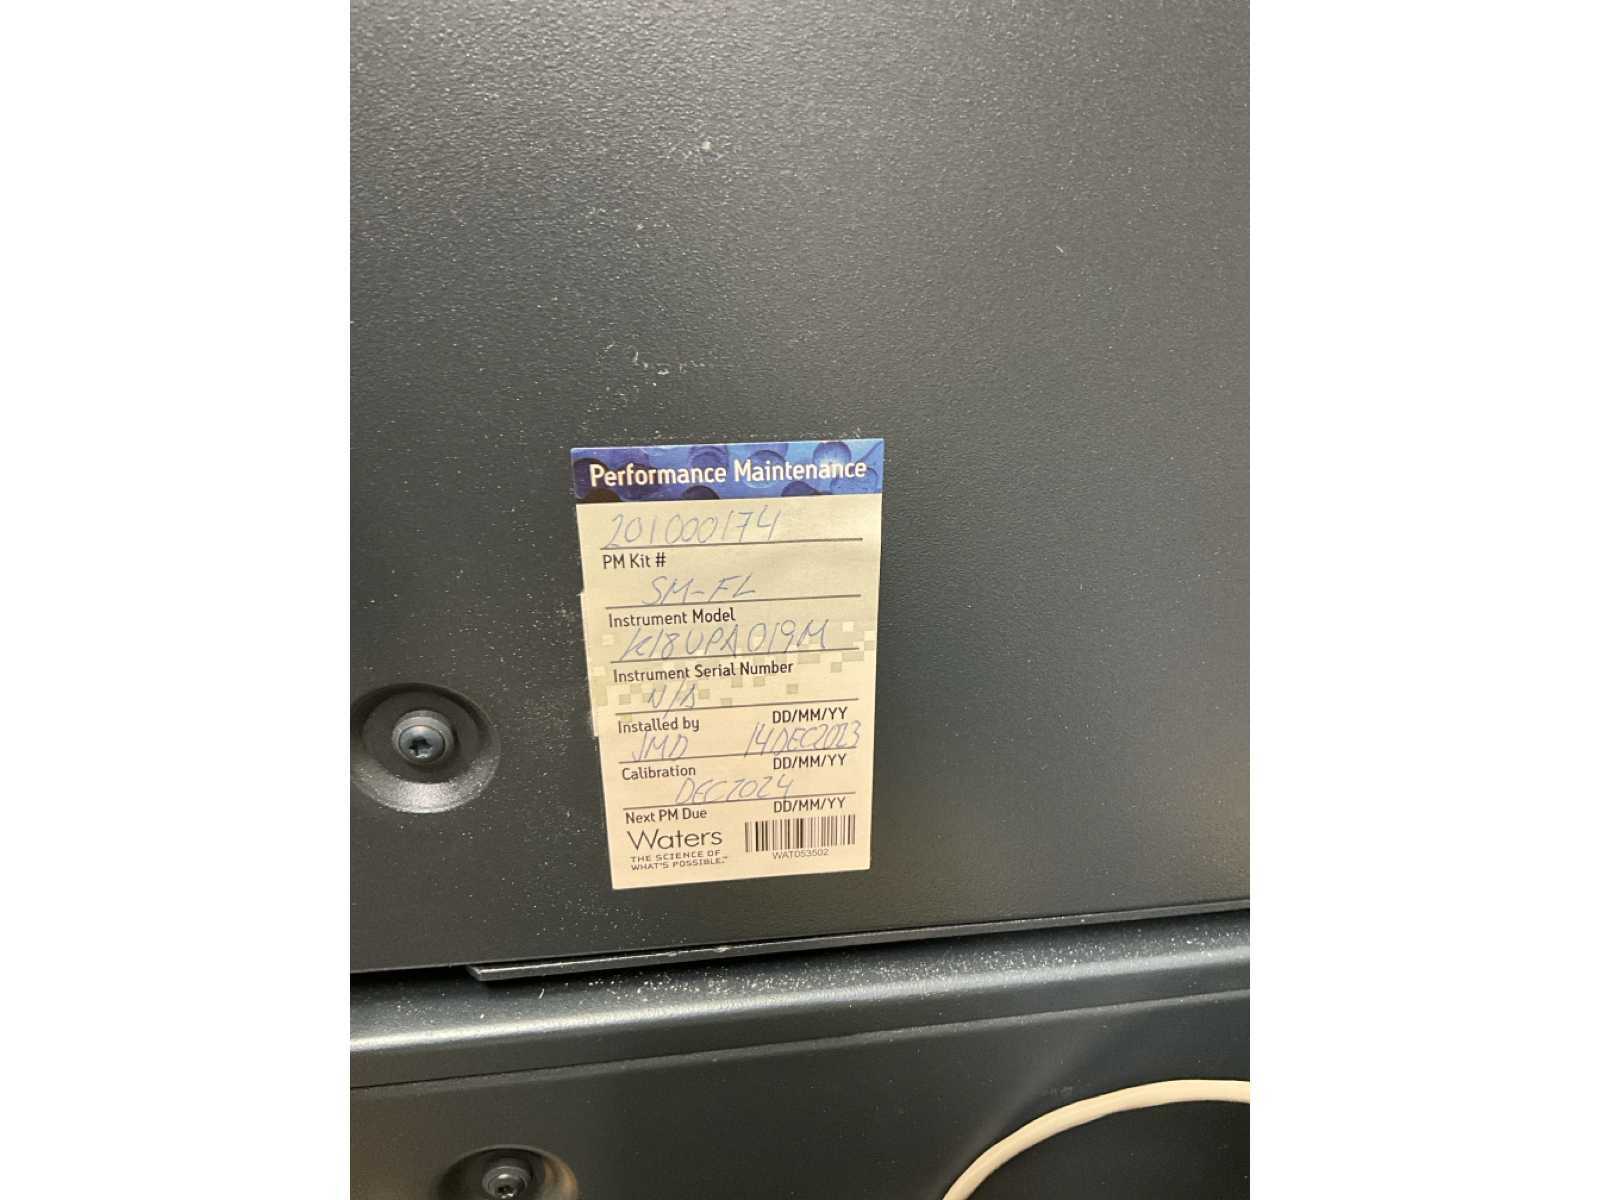 Performance Maintenance
201000174
PM Kit #
SM-FL
Instrument Model
K18UPA019M
Instrument Serial Number
N/A
Installed by DD/MM/YY
JMD 14DEC2023
Calibration DD/MM/YY
DEC2024
Next PM Due DD/MM/YY
Waters
THE SCIENCE OF
WHAT'S POSSIBLE.™
WAT053502